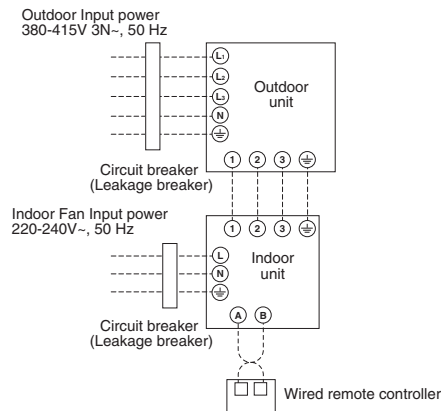 Outdoor Input power
380-415V 3N~, 50 Hz
L1
L2
L3
N
Outdoor
unit
1 2 3
Circuit breaker
(Leakage breaker)
Indoor Fan Input power
220-240V~, 50 Hz
1 2 3
L
N
Indoor
unit
A B
Circuit breaker
(Leakage breaker)
Wired remote controller